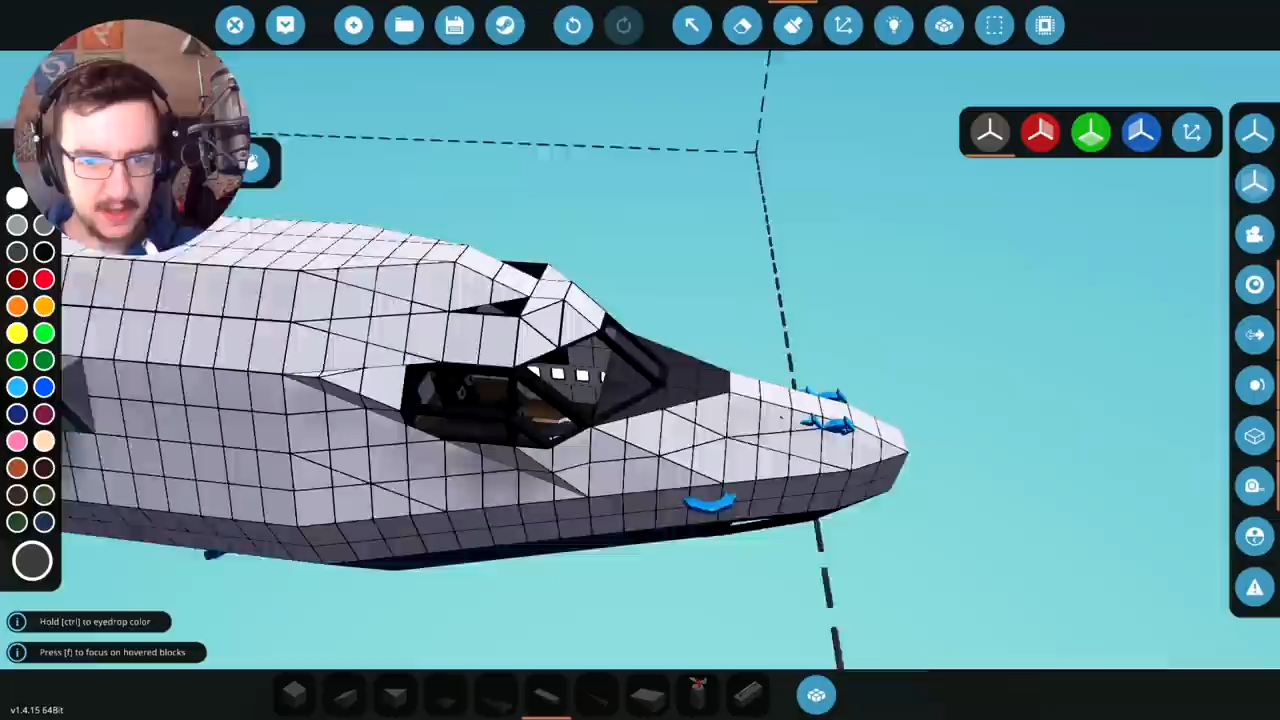 Hold [ctrl] to eyedrop color
Press [f] to focus on hovered blocks
v1.4.15 64Bit